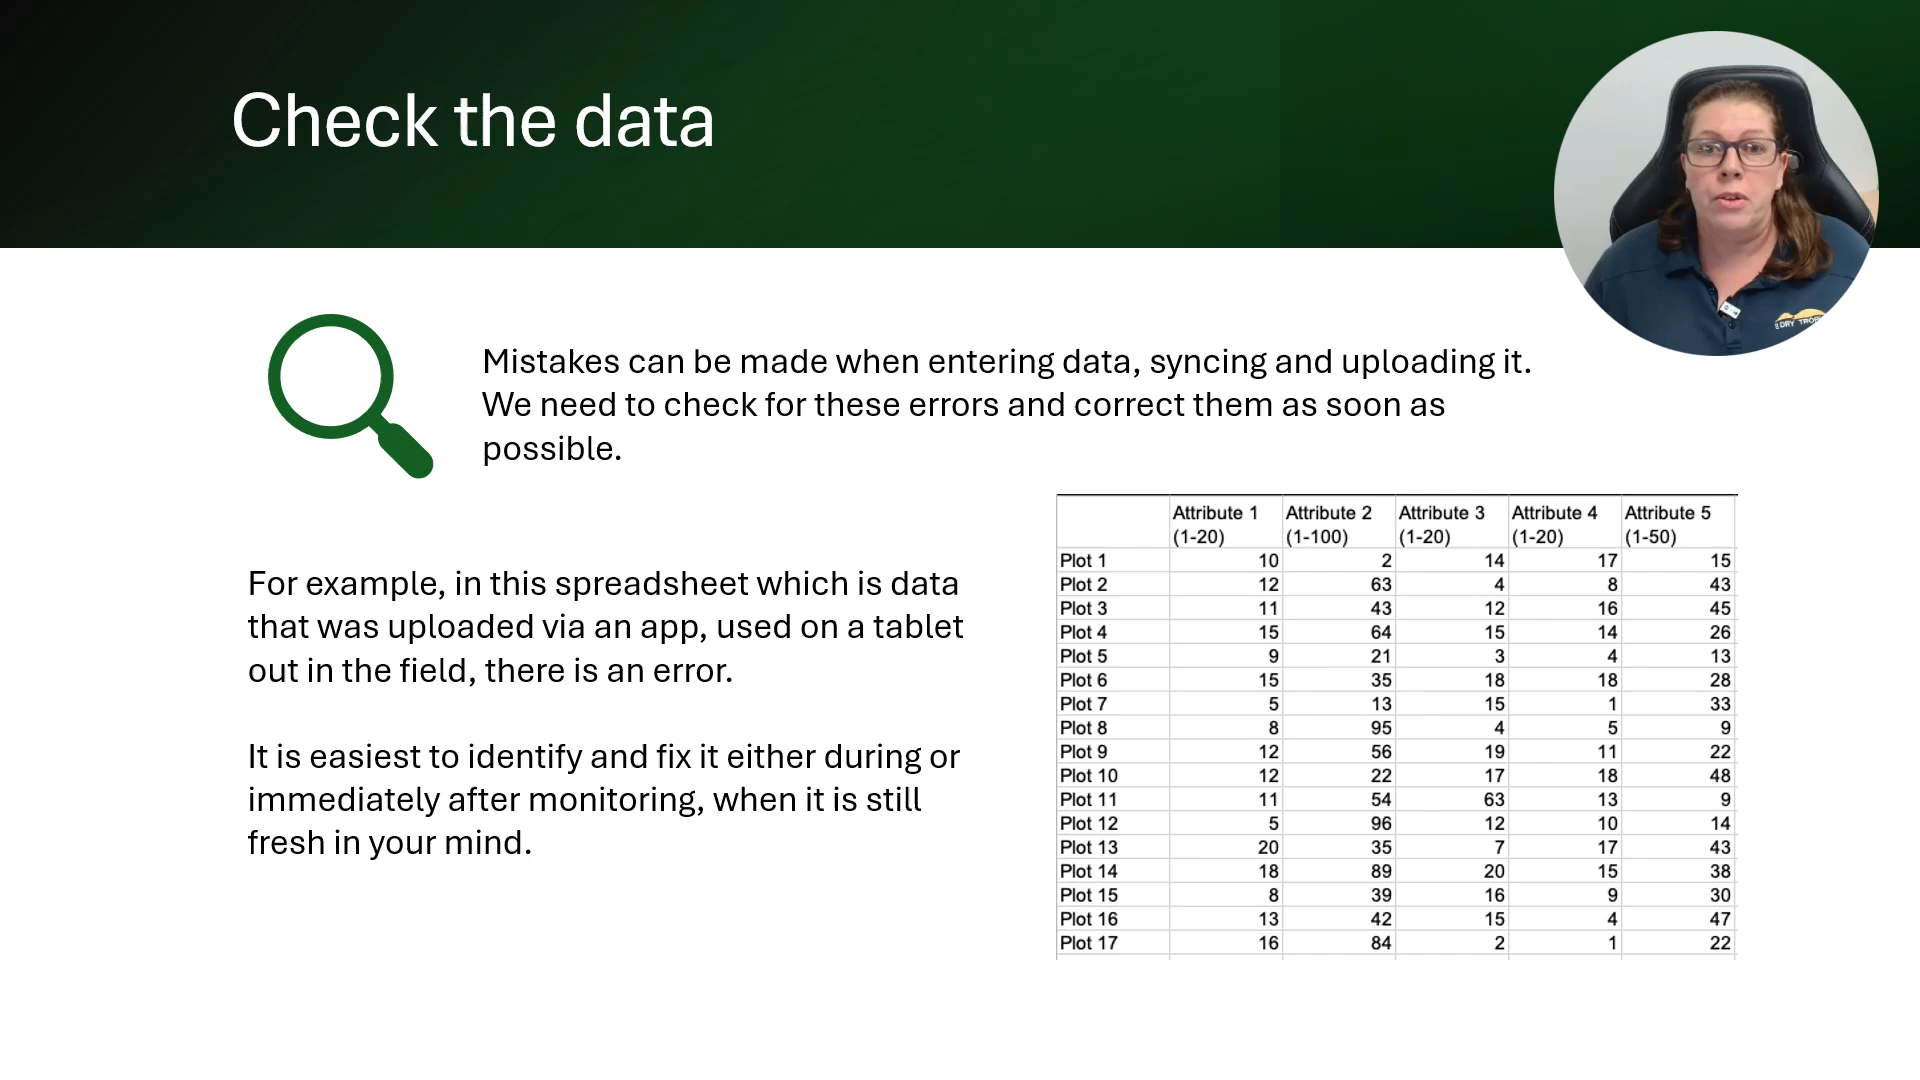 Check the data
Mistakes can be made when entering data, syncing and uploading it.
We need to check for these errors and correct them as soon as
possible.
For example, in this spreadsheet which is data
that was uploaded via an app, used on a tablet
out in the field, there is an error.
It is easiest to identify and fix it either during or
immediately after monitoring, when it is still
fresh in your mind.
Attribute 1 Attribute 2 Attribute 3 Attribute 4 Attribute 5
(1-20) (1-100) (1-20) (1-20) (1-50)
Plot 1 10 2 14 17 15
Plot 2 12 63 4 8 43
Plot 3 11 43 12 16 45
Plot 4 15 64 15 14 26
Plot 5 9 21 3 4 13
Plot 6 15 35 18 18 28
Plot 7 5 13 15 1 33
Plot 8 8 95 4 5 9
Plot 9 12 56 19 11 22
Plot 10 12 22 17 18 48
Plot 11 11 54 63 13 9
Plot 12 5 96 12 10 14
Plot 13 20 35 7 17 43
Plot 14 18 89 20 15 38
Plot 15 8 39 16 9 30
Plot 16 13 42 15 4 47
Plot 17 16 84 2 1 22
DRY